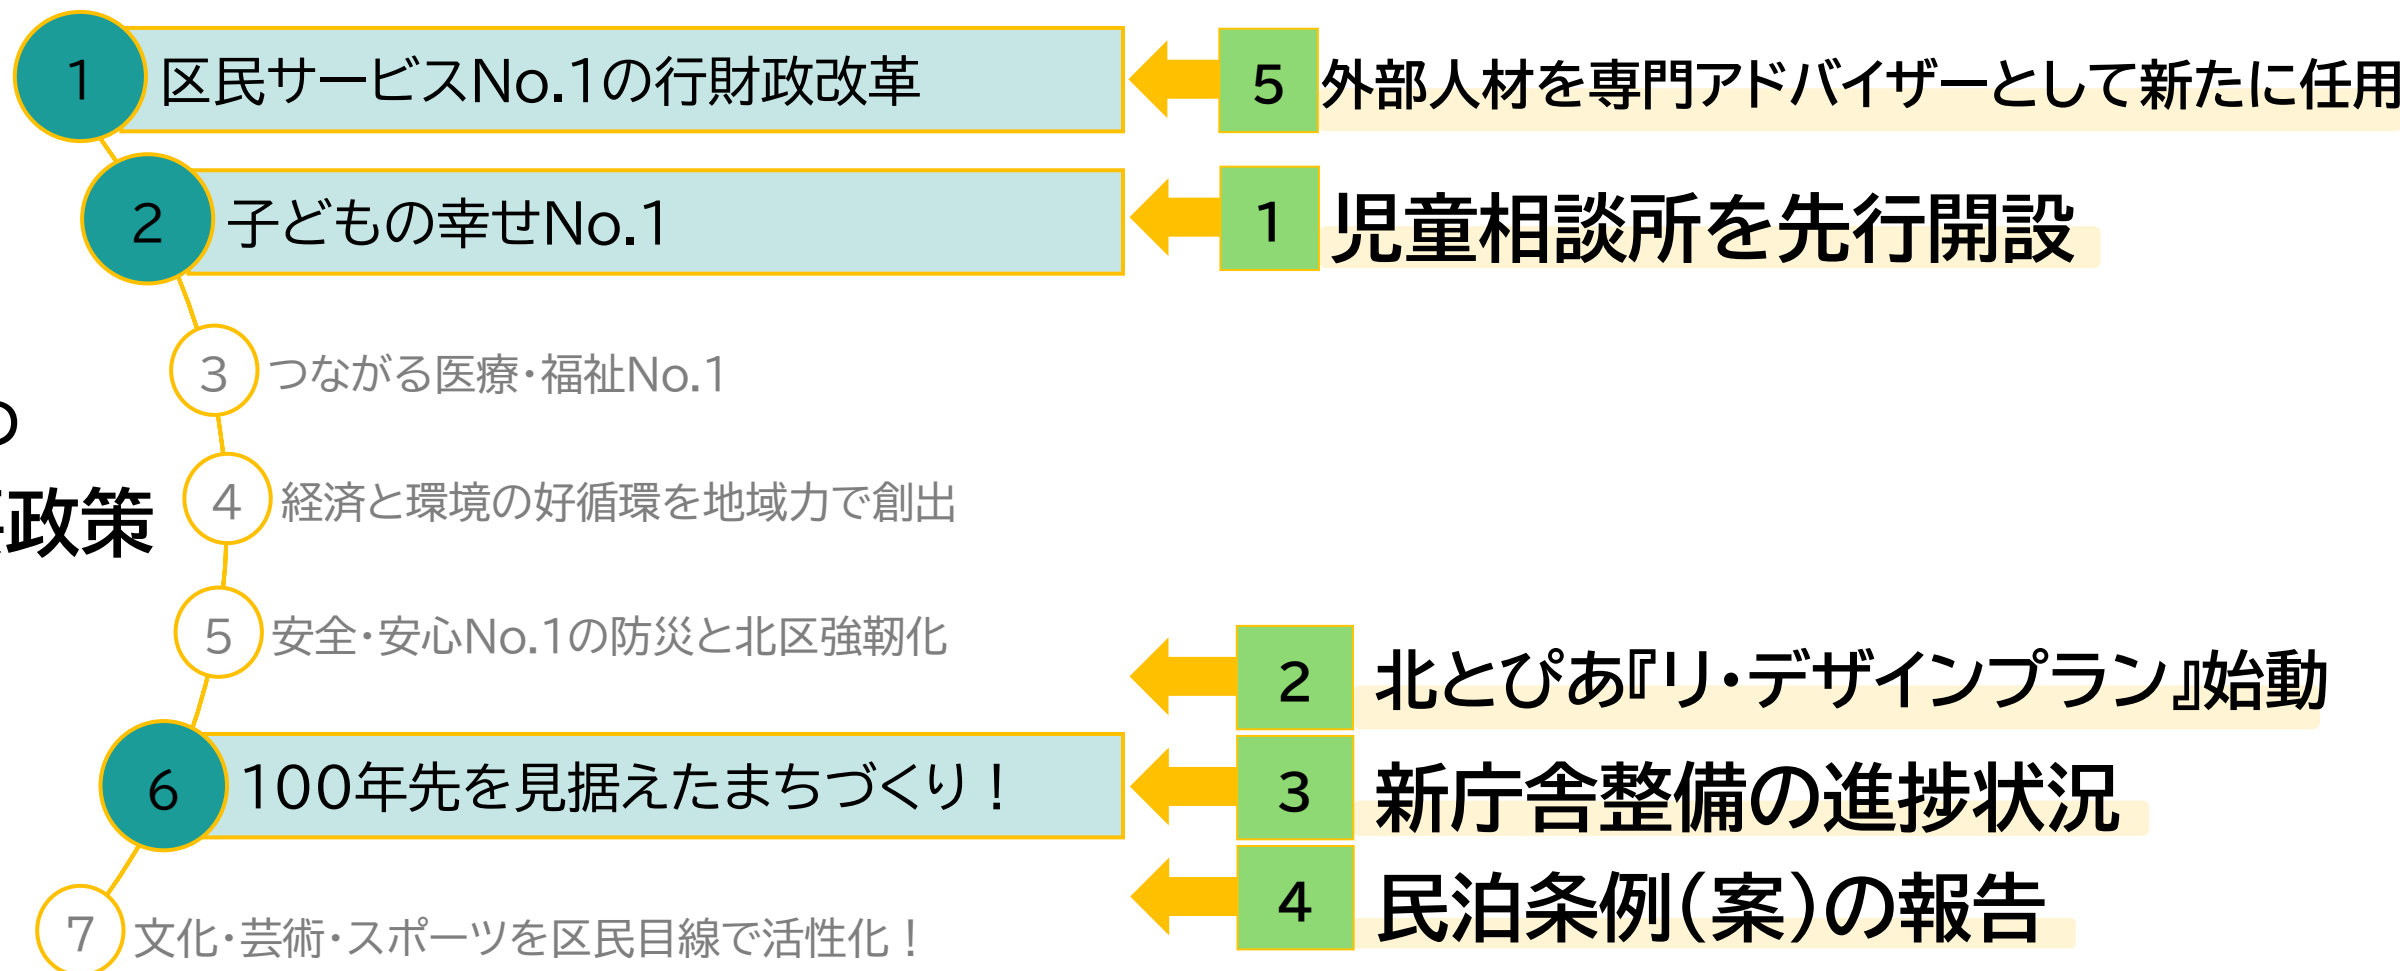 1 区民サービスNo.1の行財政改革
5 外部人材を専門アドバイザーとして新たに任用
2 子どもの幸せNo.1
1 児童相談所を先行開設
3 つながる医療・福祉No.1
政策
4 経済と環境の好循環を地域力で創出
5 安全・安心No.1の防災と北区強靭化
2 北とぴあ『リ・デザインプラン』始動
6 100年先を見据えたまちづくり！
3 新庁舎整備の進捗状況
4 民泊条例（案）の報告
7 文化・芸術・スポーツを区民目線で活性化！